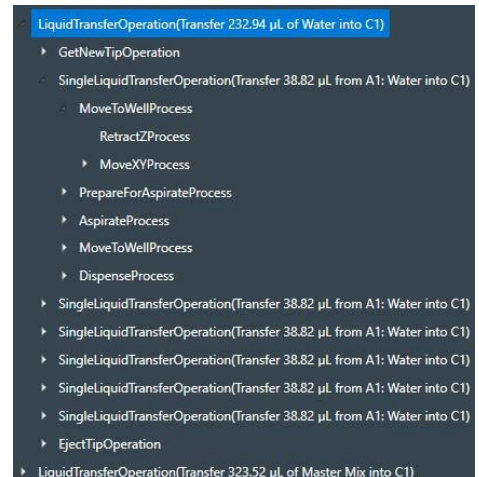 LiquidTransferOperation(Transfer 232.94 µL of Water into C1)
GetNewTipOperation
SingleLiquidTransferOperation(Transfer 38.82 µL from A1: Water into C1)
MoveToWellProcess
RetractZProcess
MoveXYProcess
PrepareForAspirateProcess
AspirateProcess
MoveToWellProcess
DispenseProcess
SingleLiquidTransferOperation(Transfer 38.82 µL from A1: Water into C1)
SingleLiquidTransferOperation(Transfer 38.82 µL from A1: Water into C1)
SingleLiquidTransferOperation(Transfer 38.82 µL from A1: Water into C1)
SingleLiquidTransferOperation(Transfer 38.82 µL from A1: Water into C1)
SingleLiquidTransferOperation(Transfer 38.82 µL from A1: Water into C1)
EjectTipOperation
LiquidTransferOperation(Transfer 323.52 µL of Master Mix into C1)